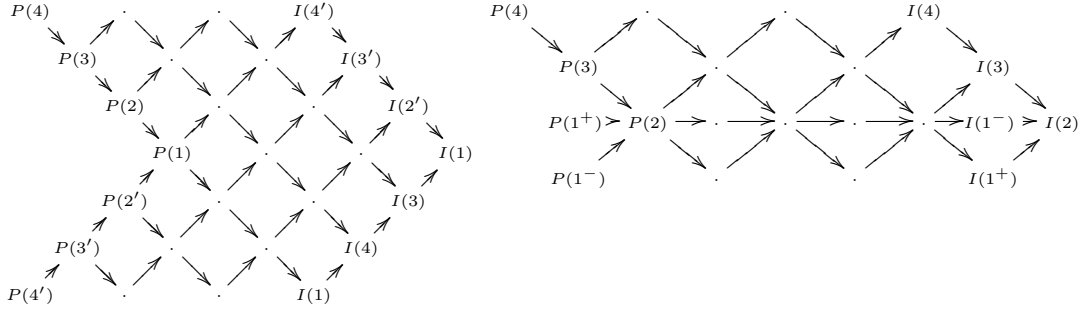 P(4) I(4′)
P(3) I(3′)
P(2) I(2′)
P(1) I(1)
P(2′) I(3)
P(3′) I(4)
P(4′) I(1)
P(4) I(4)
P(3) I(3)
P(1⁺) P(2) I(1⁻) I(2)
P(1⁻) I(1⁺)